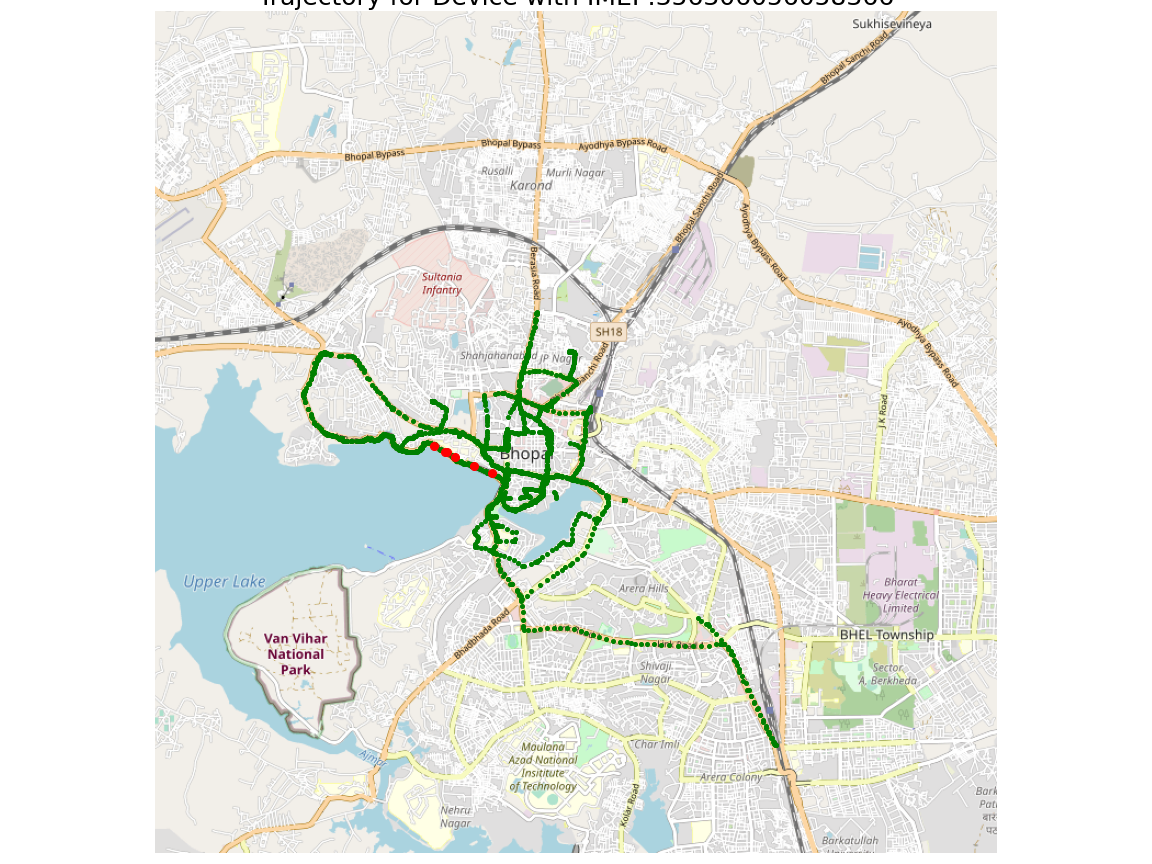 Trajectory for Device with IMEI :
Sukhisevineya
Bhopal Sanchi Road
Bhopal Bypass
Bhopal Bypass
Ayodhya Bypass Road
Rusalli
Murli Nagar
Karond
Bhopal Sanchi Road
Ayodhya Bypass Road
Berasia Road
Sultania
Infantry
SH18
Ayodhya Bypass Road
Shahjahanabad
JP Nag
Sanchi Road
J K Road
Bhopal
Upper Lake
Arera Hills
Bharat
Heavy Electrical
Limited
Van Vihar
National
Park
Bhadbhada Road
Link Road
BHEL Township
Shivaji
Nagar
Sector
A, Berkheda
Char Imli
Maulana
Azad National
Insititute
of Technology
Arera Colony
Kolar Road
Nehru
Nagar
Bark
Pat
Barkatullah